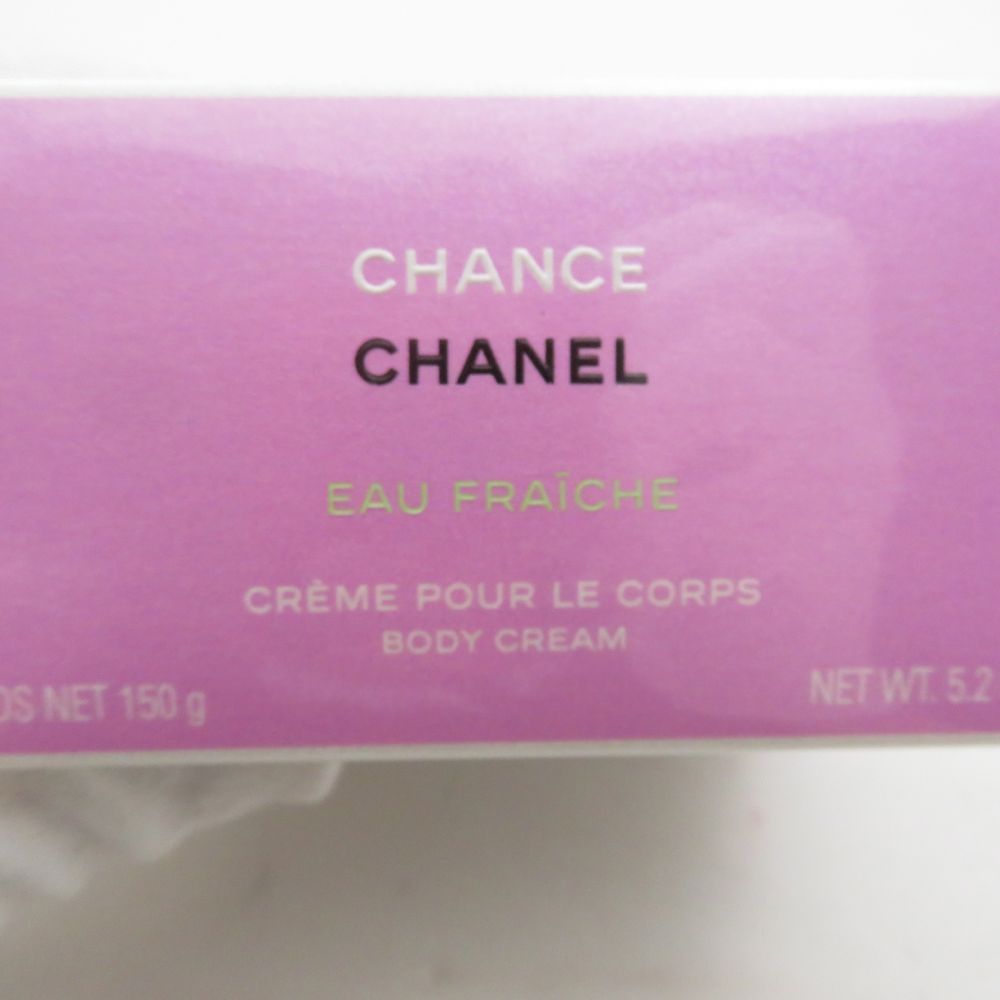 CHANCE
CHANEL
EAU FRAÎCHE
CRÈME POUR LE CORPS
BODY CREAM
NET 150 g
NET WT. 5.2